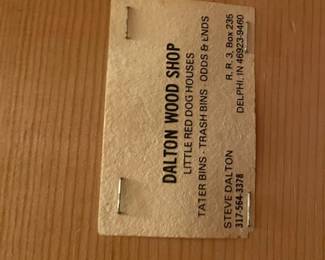 DALTON WOOD SHOP
LITTLE RED DOG HOUSES
TATER BINS - TRASH BINS - ODDS & ENDS
STEVE DALTON
317-564-3378
R. R. 3, Box 235
DELPHI, IN 46923-9460